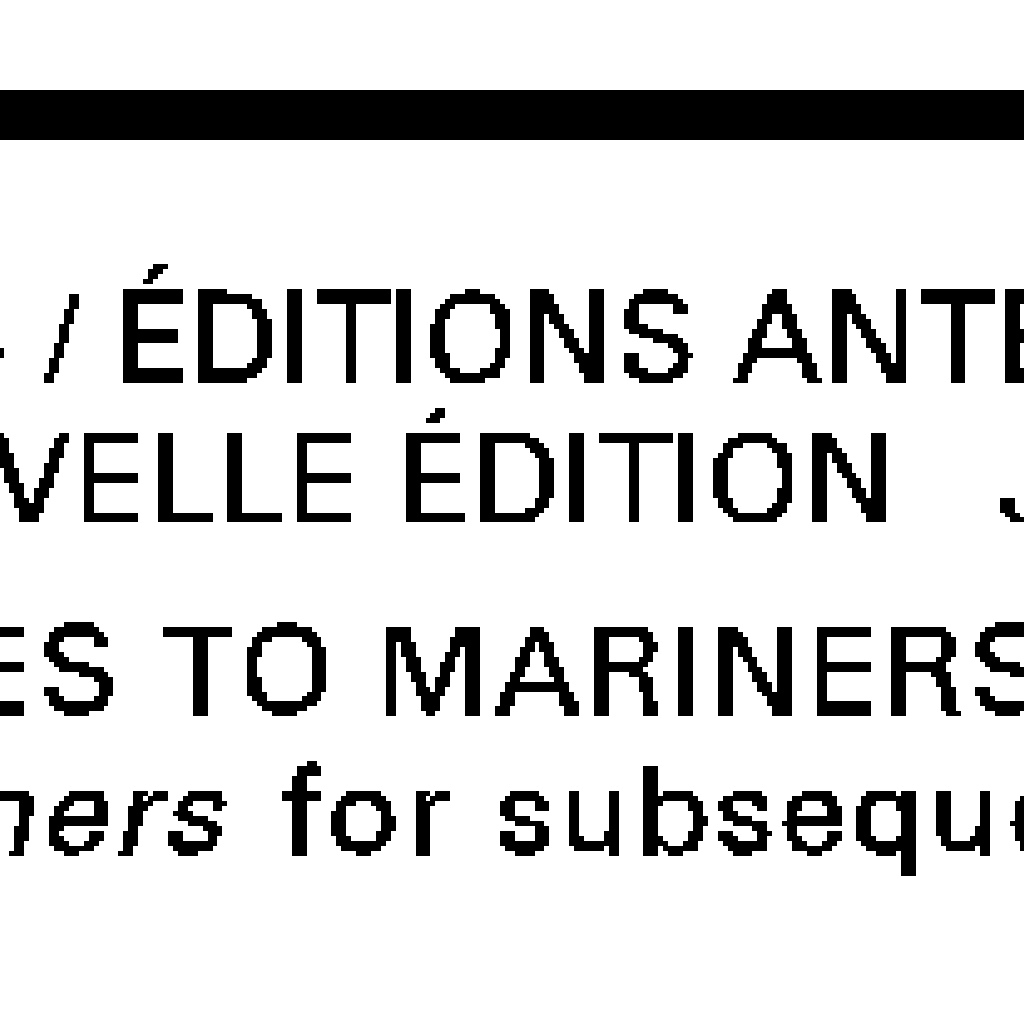 / ÉDITIONS ANTE
VELLE ÉDITION J
ES TO MARINERS
ners for subseque